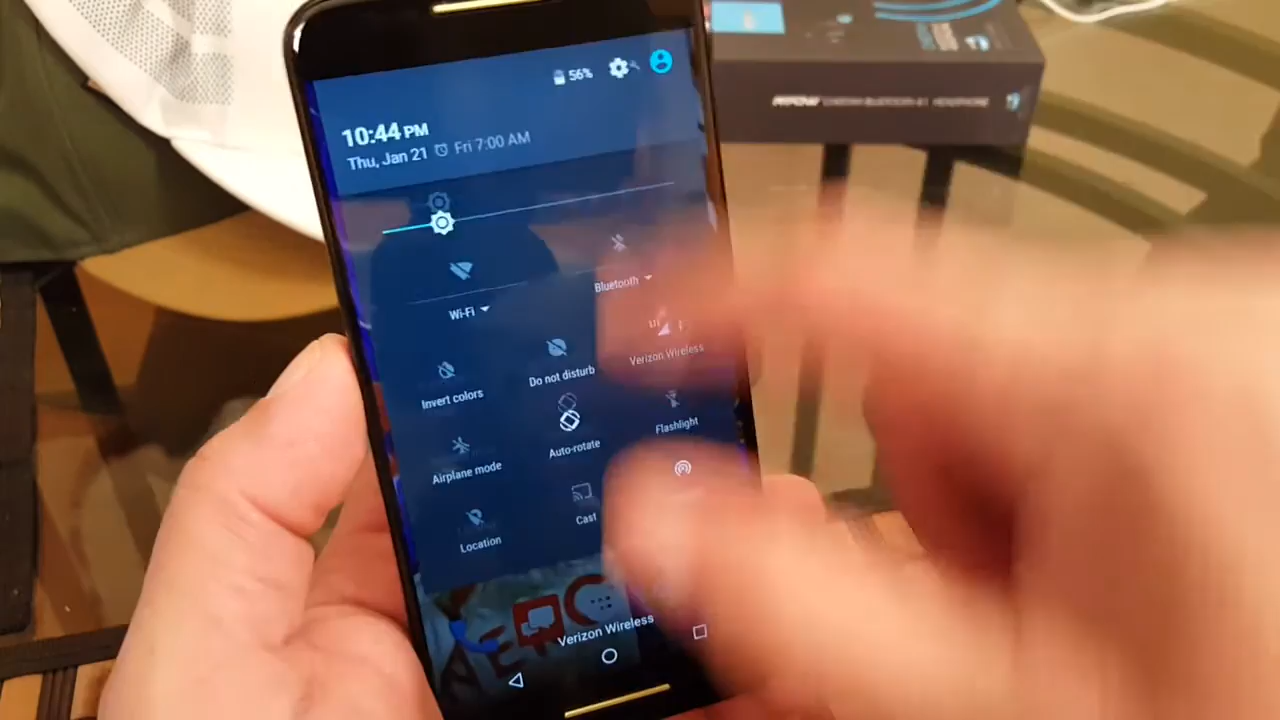 56%
10:44 PM
Thu, Jan 21 Fri 7:00 AM
Bluetooth
Wi-Fi
Verizon Wireless
Do not disturb
Invert colors
Flashlight
Auto-rotate
Airplane mode
Cast
Location
Verizon Wireless